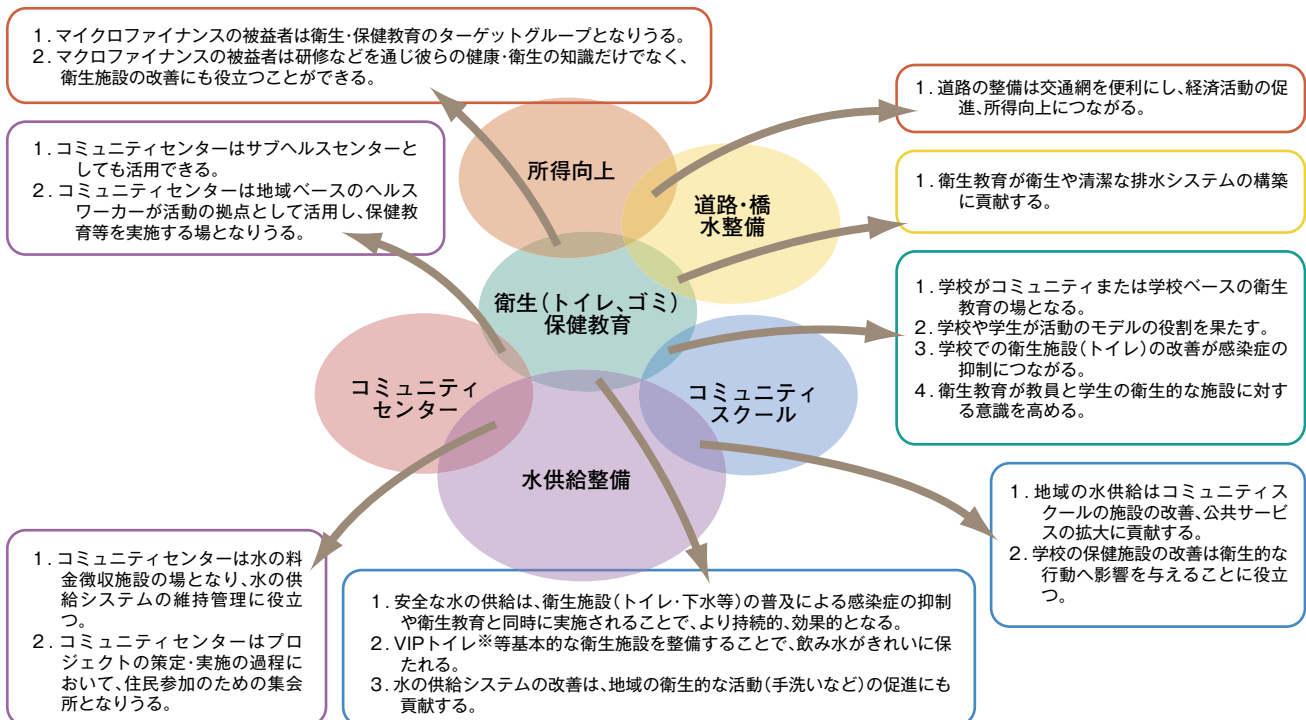 1. マイクロファイナンスの被益者は衛生・保健教育のターゲットグループとなりうる。
2. マクロファイナンスの被益者は研修などを通じ彼らの健康・衛生の知識だけでなく、
衛生施設の改善にも役立つことができる。
1. 道路の整備は交通網を便利にし、経済活動の促
進、所得向上につながる。
1. コミュニティセンターはサブヘルスセンターと
しても活用できる。
2. コミュニティセンターは地域ベースのヘルス
ワーカーが活動の拠点として活用し、保健教
育等を実施する場となりうる。
1. 衛生教育が衛生や清潔な排水システムの構築
に貢献する。
所得向上
道路・橋
水整備
衛生(トイレ、ゴミ)
保健教育
コミュニティ
センター
コミュニティ
スクール
水供給整備
1. 学校がコミュニティまたは学校ベースの衛生
教育の場となる。
2. 学校や学生が活動のモデルの役割を果たす。
3. 学校での衛生施設(トイレ)の改善が感染症の
抑制につながる。
4. 衛生教育が教員と学生の衛生的な施設に対す
る意識を高める。
1. 地域の水供給はコミュニティス
クールの施設の改善、公共サービ
スの拡大に貢献する。
2. 学校の保健施設の改善は衛生的な
行動へ影響を与えることに役立
つ。
1. コミュニティセンターは水の料
金徴収施設の場となり、水の供
給システムの維持管理に役立
つ。
2. コミュニティセンターはプロ
ジェクトの策定・実施の過程に
おいて、住民参加のための集会
所となりうる。
1. 安全な水の供給は、衛生施設(トイレ・下水等)の普及による感染症の抑制
や衛生教育と同時に実施されることで、より持続的、効果的となる。
2. VIPトイレ※等基本的な衛生施設を整備することで、飲み水がきれいに保
たれる。
3. 水の供給システムの改善は、地域の衛生的な活動(手洗いなど)の促進にも
貢献する。